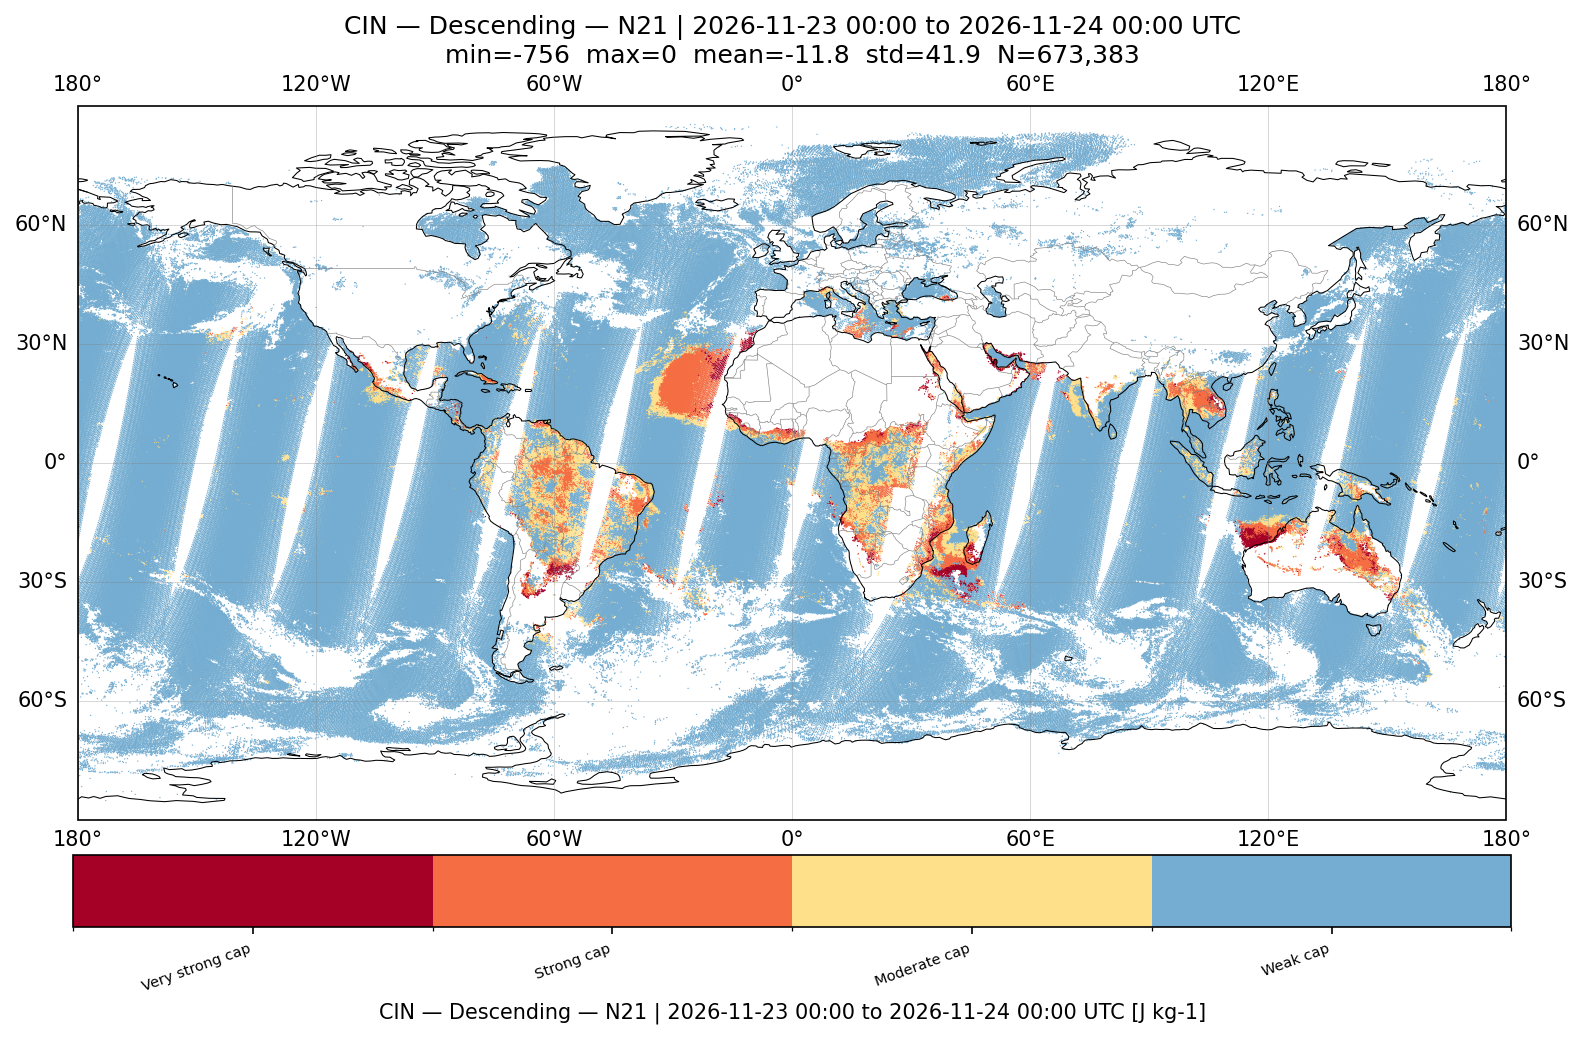 CIN — Descending — N21 | 2026-11-23 00:00 to 2026-11-24 00:00 UTC
min=-756 max=0 mean=-11.8 std=41.9 N=673,383
180° 120°W 60°W 0° 60°E 120°E 180°
60°N 60°N
30°N 30°N
0° 0°
30°S 30°S
60°S 60°S
180° 120°W 60°W 0° 60°E 120°E 180°
Very strong cap Strong cap Moderate cap Weak cap
CIN — Descending — N21 | 2026-11-23 00:00 to 2026-11-24 00:00 UTC [J kg-1]